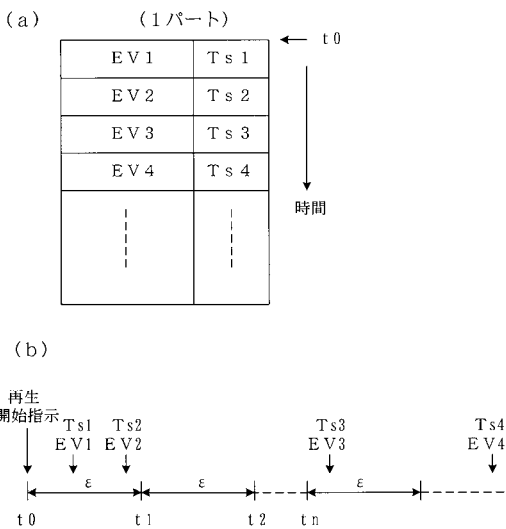 (a) (1パート)
t0
EV1 Ts1
EV2 Ts2
EV3 Ts3
EV4 Ts4
時間
(b)
再生
開始指示
Ts1 Ts2 Ts3 Ts4
EV1 EV2 EV3 EV4
ε ε ε
t0 t1 t2 tn